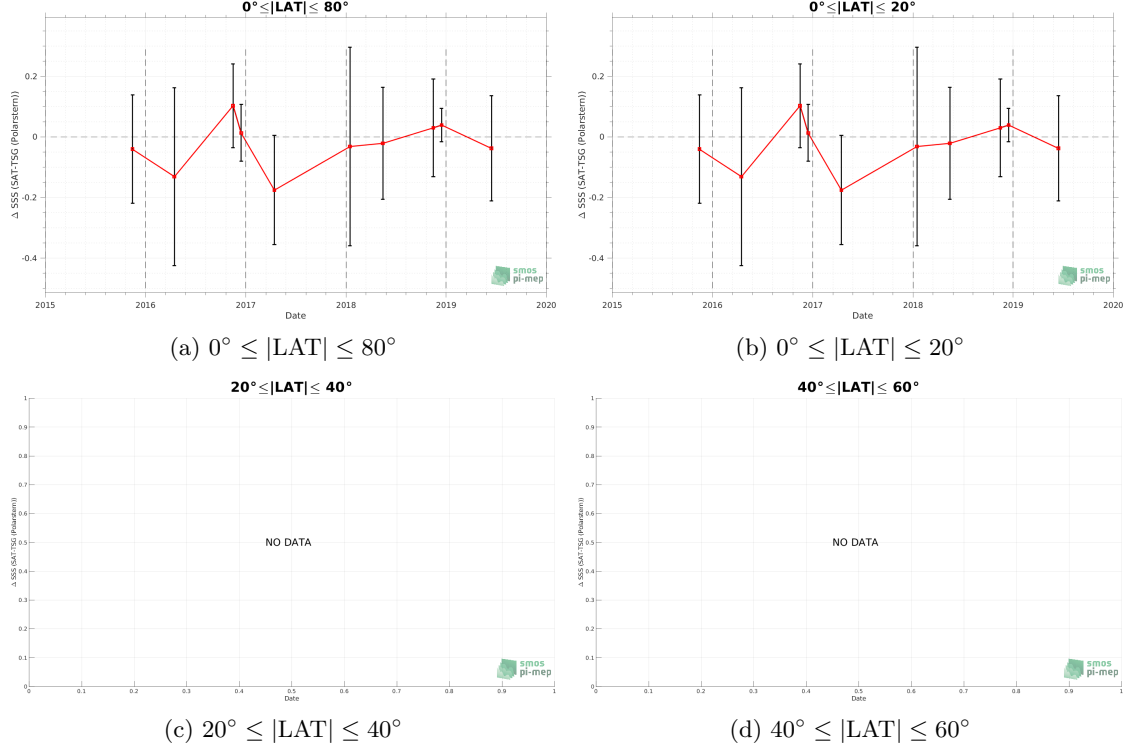 0°≤|LAT|≤ 80°
Δ SSS (SAT-TSG (Polarstern))
0.2
0
-0.2
-0.4
2015 2016 2017 2018 2019 2020
Date
smos
pi-mep
(a) 0° ≤ |LAT| ≤ 80°
0°≤|LAT|≤ 20°
Δ SSS (SAT-TSG (Polarstern))
0.2
0
-0.2
-0.4
2015 2016 2017 2018 2019 2020
Date
smos
pi-mep
(b) 0° ≤ |LAT| ≤ 20°
20°≤|LAT|≤ 40°
Δ SSS (SAT-TSG (Polarstern))
1
0.9
0.8
0.7
0.6
0.5
0.4
0.3
0.2
0.1
0
NO DATA
0 0.1 0.2 0.3 0.4 0.5 0.6 0.7 0.8 0.9 1
Date
smos
pi-mep
(c) 20° ≤ |LAT| ≤ 40°
40°≤|LAT|≤ 60°
Δ SSS (SAT-TSG (Polarstern))
1
0.9
0.8
0.7
0.6
0.5
0.4
0.3
0.2
0.1
0
NO DATA
0 0.1 0.2 0.3 0.4 0.5 0.6 0.7 0.8 0.9 1
Date
smos
pi-mep
(d) 40° ≤ |LAT| ≤ 60°